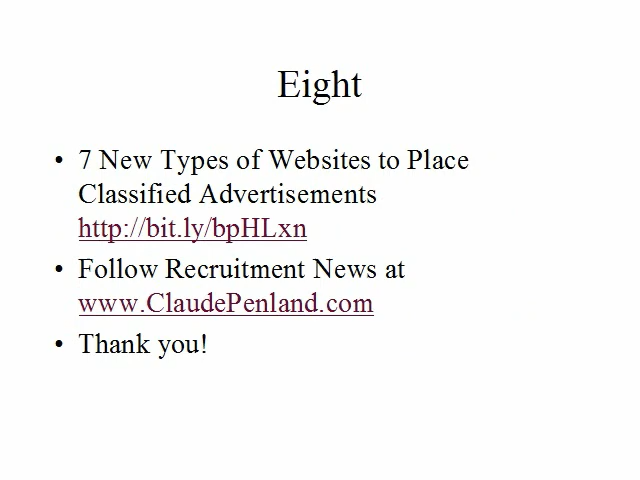 Eight
• 7 New Types of Websites to Place
Classified Advertisements
http://bit.ly/bpHLxn
• Follow Recruitment News at
www.ClaudePenland.com
• Thank you!